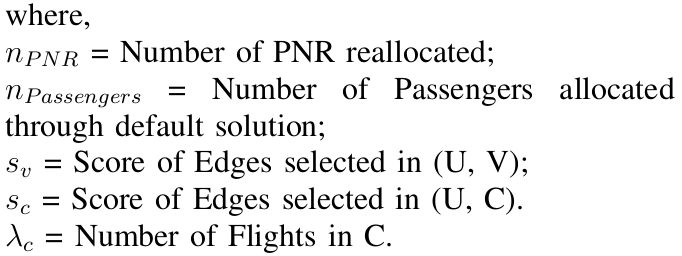 where,
n_{PNR} = Number of PNR reallocated;
n_{Passengers} = Number of Passengers allocated
through default solution;
s_v = Score of Edges selected in (U, V);
s_c = Score of Edges selected in (U, C).
λ_c = Number of Flights in C.